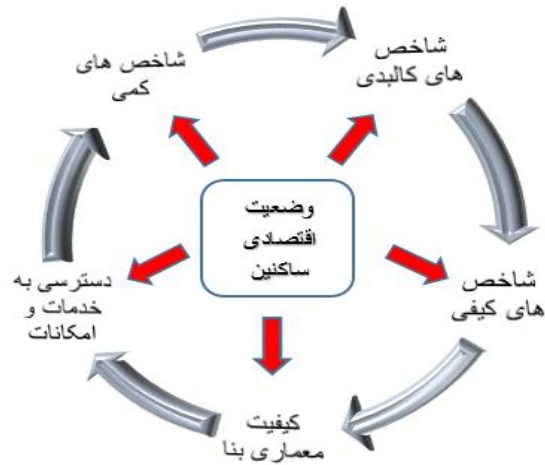 شاخص
های کالبدی
شاخص های
کمی
وضعیت
اقتصادی
ساکنین
شاخص
های کیفی
دسترسی به
خدمات و
امکانات
کیفیت
معماری بنا